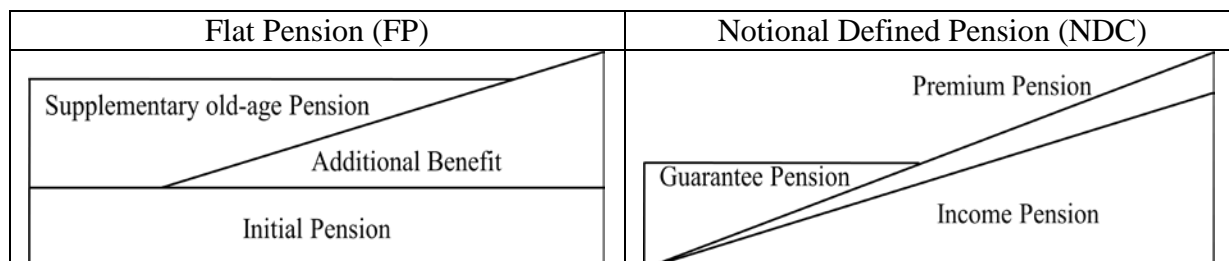 Flat Pension (FP)
Notional Defined Pension (NDC)
Supplementary old-age Pension
Additional Benefit
Initial Pension
Premium Pension
Guarantee Pension
Income Pension